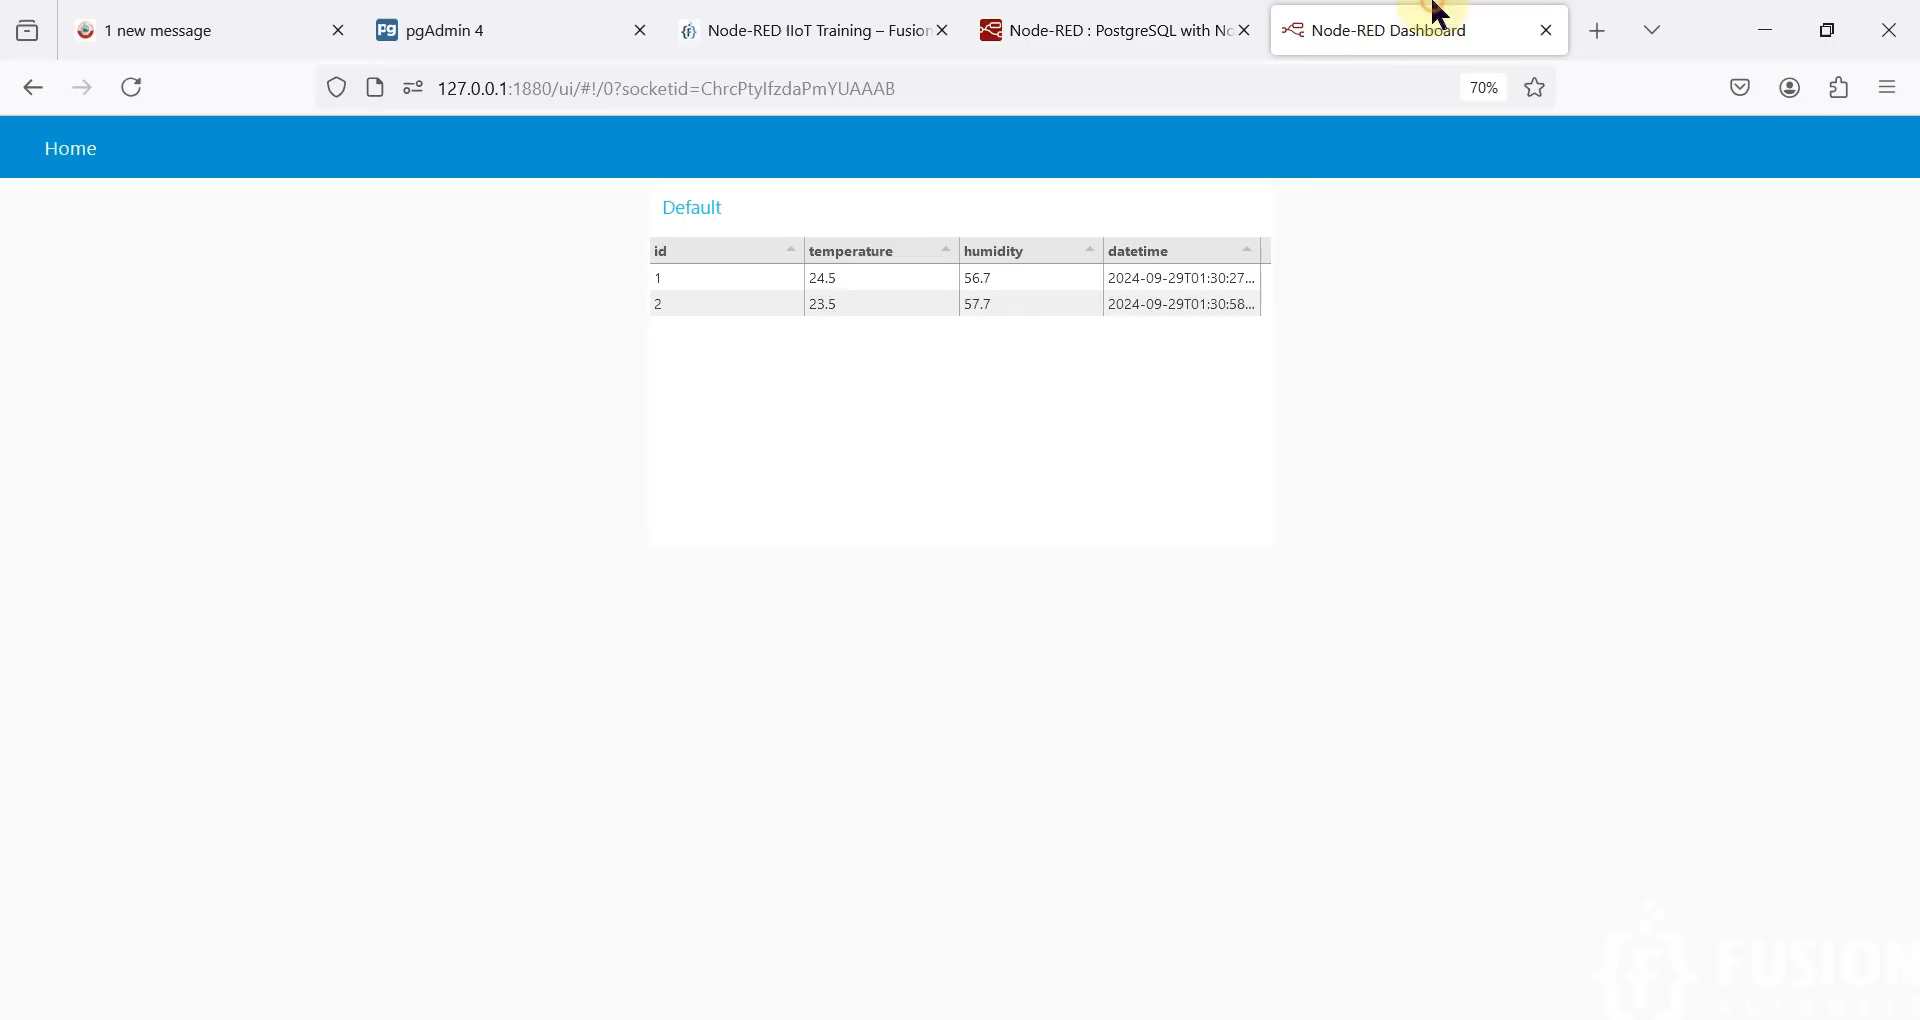 1 new message
pgAdmin 4
Node-RED IIoT Training – Fusion
Node-RED : PostgreSQL with No
Node-RED Dashboard
127.0.0.1:1880/ui/#!/0?socketid=ChrcPtylfzdaPmYUAAAB
70%
Home
Default
id temperature humidity datetime
1 24.5 56.7 2024-09-29T01:30:27...
2 23.5 57.7 2024-09-29T01:30:58...
{f} FUSION